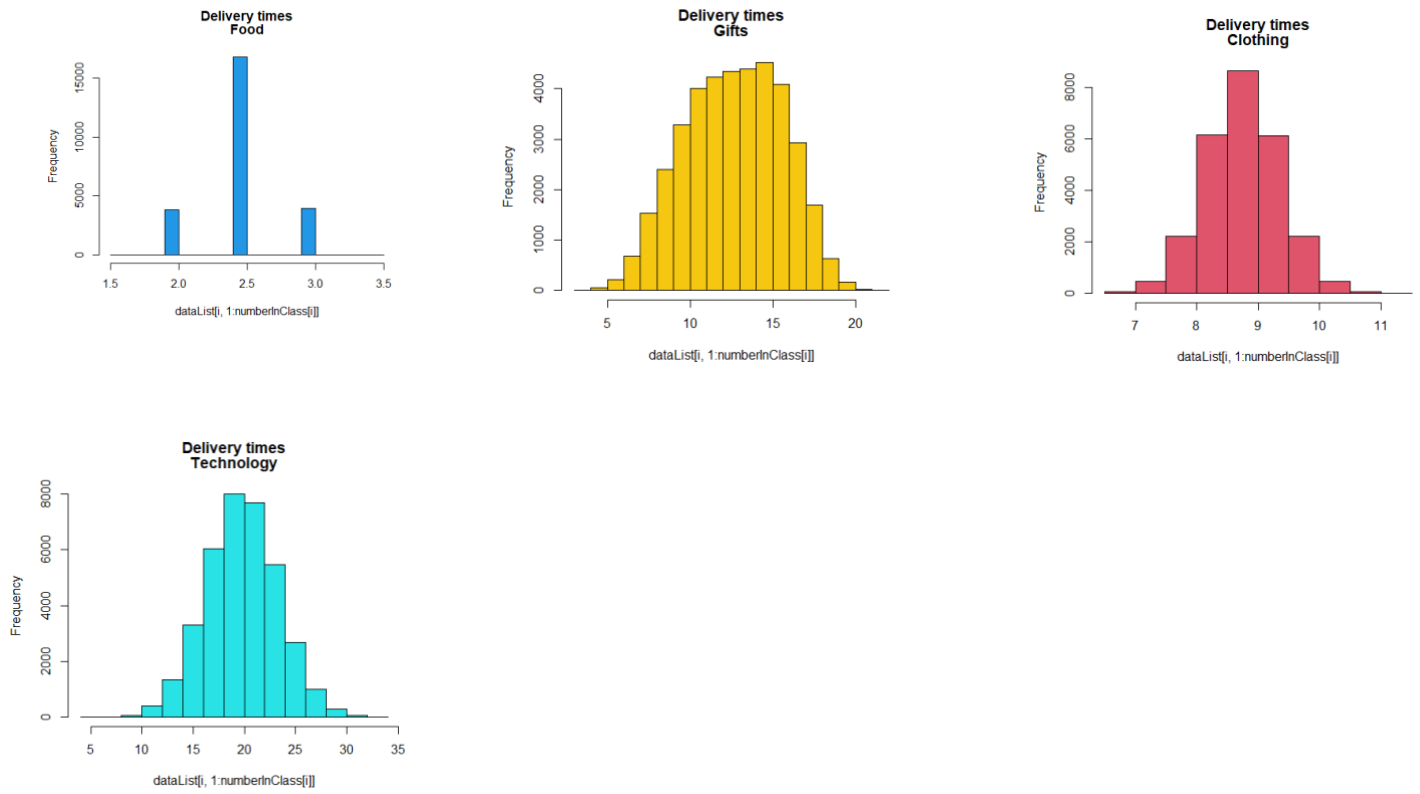 Delivery times
Food
Frequency
15000
10000
5000
0
1.5 2.0 2.5 3.0 3.5
dataList[i, 1:numberInClass[i]]
Delivery times
Gifts
Frequency
4000
3000
2000
1000
0
5 10 15 20
dataList[i, 1:numberInClass[i]]
Delivery times
Clothing
Frequency
8000
6000
4000
2000
0
7 8 9 10 11
dataList[i, 1:numberInClass[i]]
Delivery times
Technology
Frequency
8000
6000
4000
2000
0
5 10 15 20 25 30 35
dataList[i, 1:numberInClass[i]]